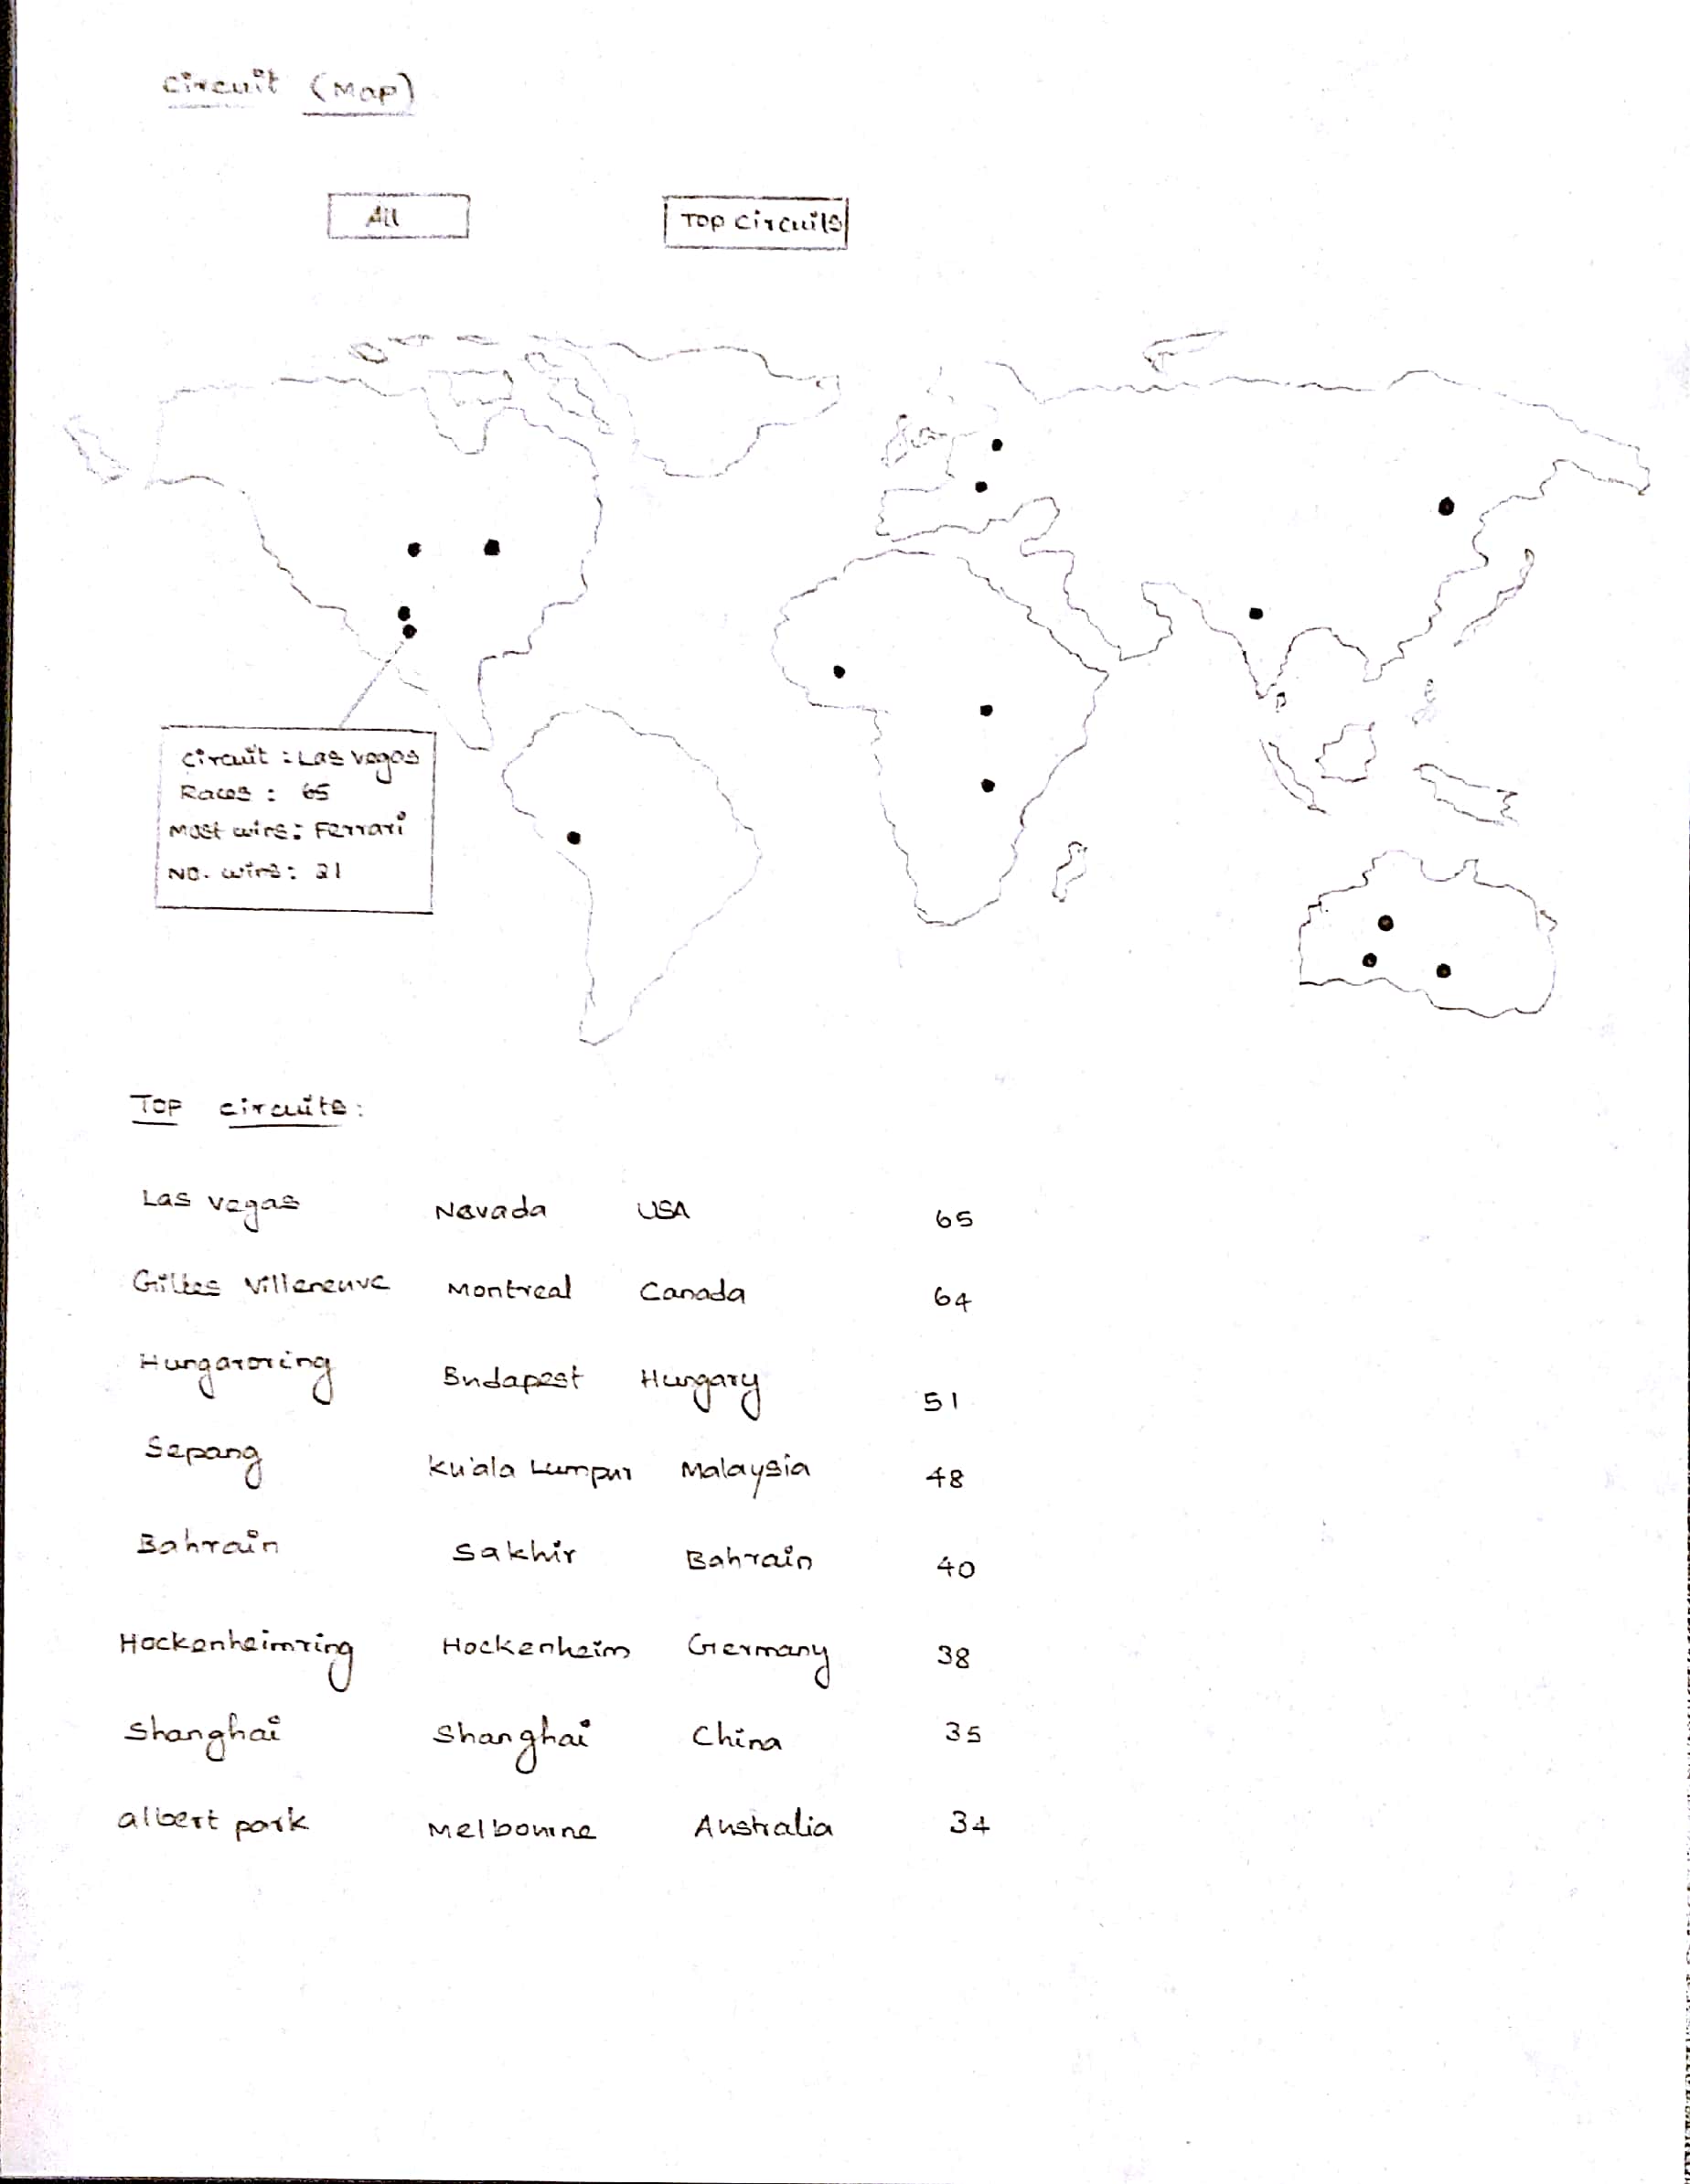 Circuit (Map)
All
Top Circuits
Circuit : Las Vegas
Races : 65
Most wins : Ferrari
No. wins : 21
Top circuits :
Las Vegas Nevada USA 65
Gilles Villeneuve Montreal Canada 64
Hungaroring Budapest Hungary 51
Sepang Kuala Lumpur Malaysia 48
Bahrain Sakhir Bahrain 40
Hockenheimring Hockenheim Germany 38
Shanghai Shanghai China 35
albert park Melbourne Australia 34